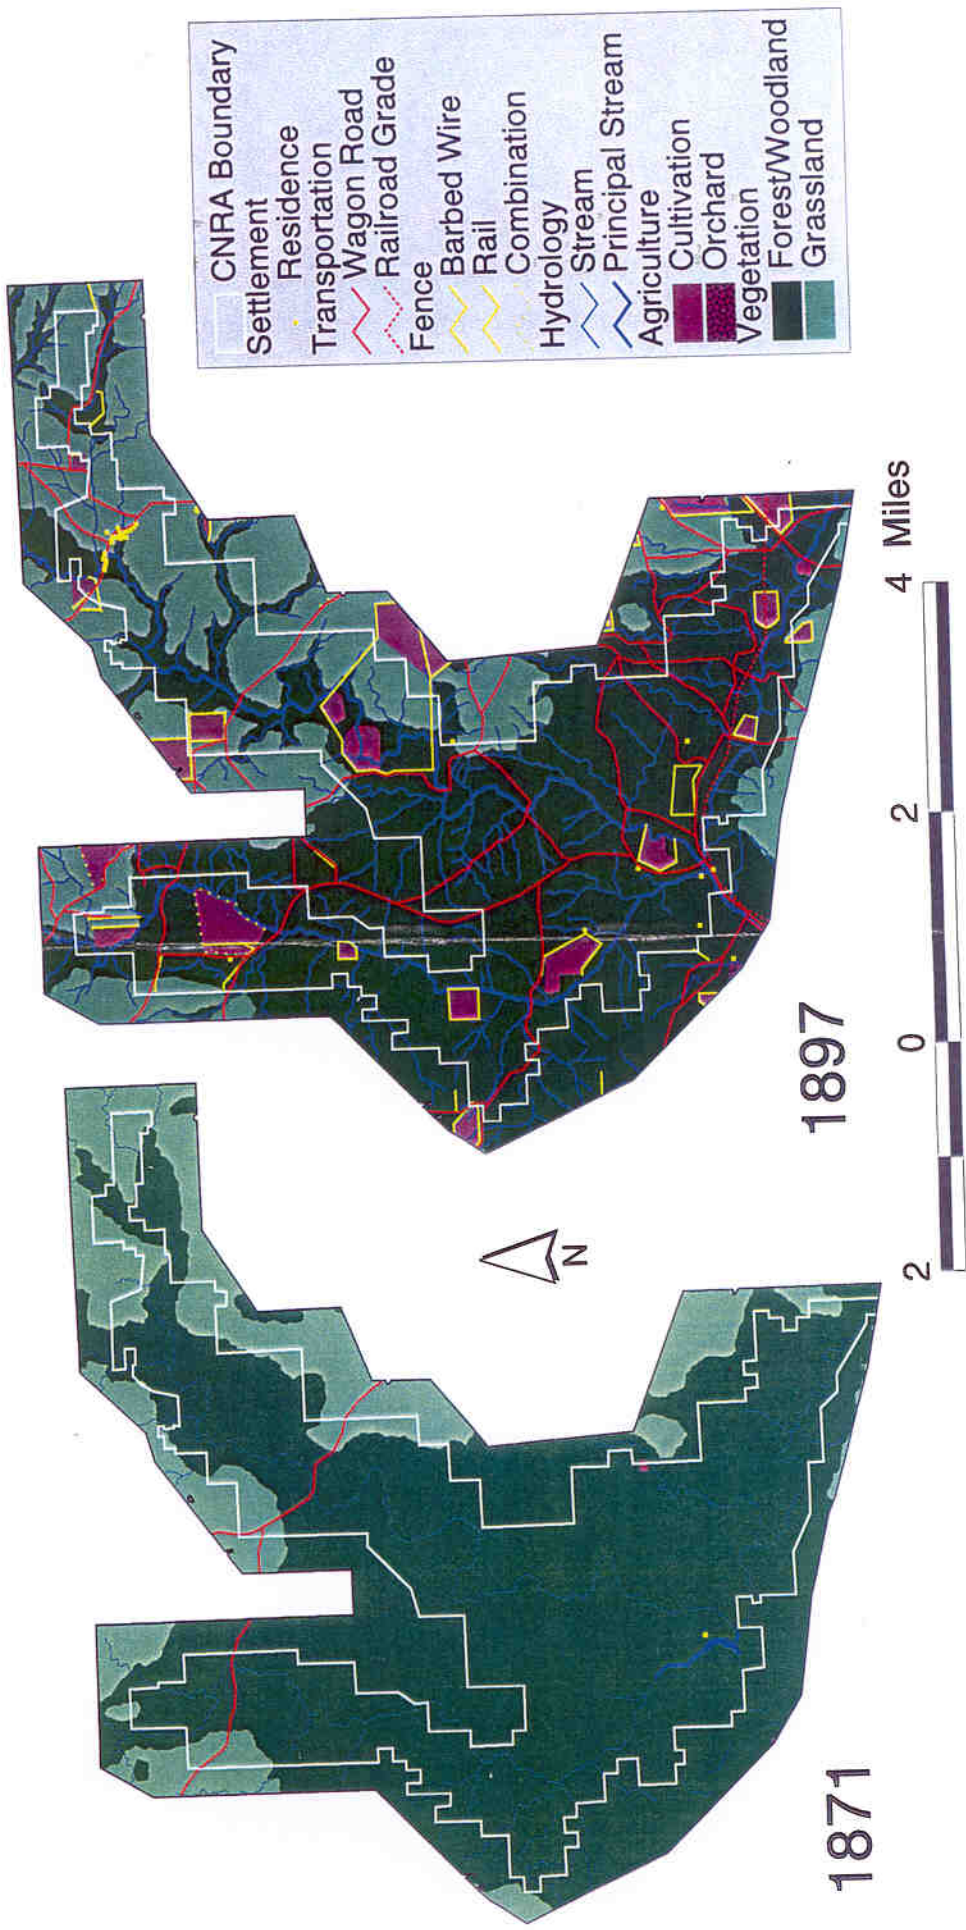 1871
N
1897
2
0
2
4
Miles
CNRA Boundary
Settlement
Residence
Transportation
Wagon Road
Railroad Grade
Fence
Barbed Wire
Rail
Combination
Hydrology
Stream
Principal Stream
Agriculture
Cultivation
Orchard
Vegetation
Forest/Woodland
Grassland